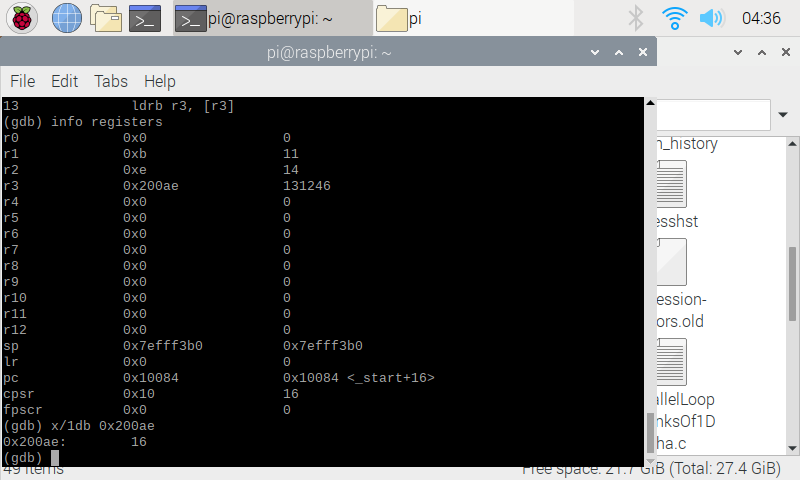 pi@raspberrypi: ~
pi
04:36
pi@raspberrypi: ~
File Edit Tabs Help
13 ldrb r3, [r3]
(gdb) info registers
r0 0x0 0
r1 0xb 11
r2 0xe 14
r3 0x200ae 131246
r4 0x0 0
r5 0x0 0
r6 0x0 0
r7 0x0 0
r8 0x0 0
r9 0x0 0
r10 0x0 0
r11 0x0 0
r12 0x0 0
sp 0x7efff3b0 0x7efff3b0
lr 0x0 0
pc 0x10084 0x10084 <_start+16>
cpsr 0x10 16
fpscr 0x0 0
(gdb) x/1db 0x200ae
0x200ae: 16
(gdb)
_history
esshst
ession-
ors.old
allelLoop
nksOf1D
ha.c
49 items
Free space: 21.7 GiB (Total: 27.4 GiB)